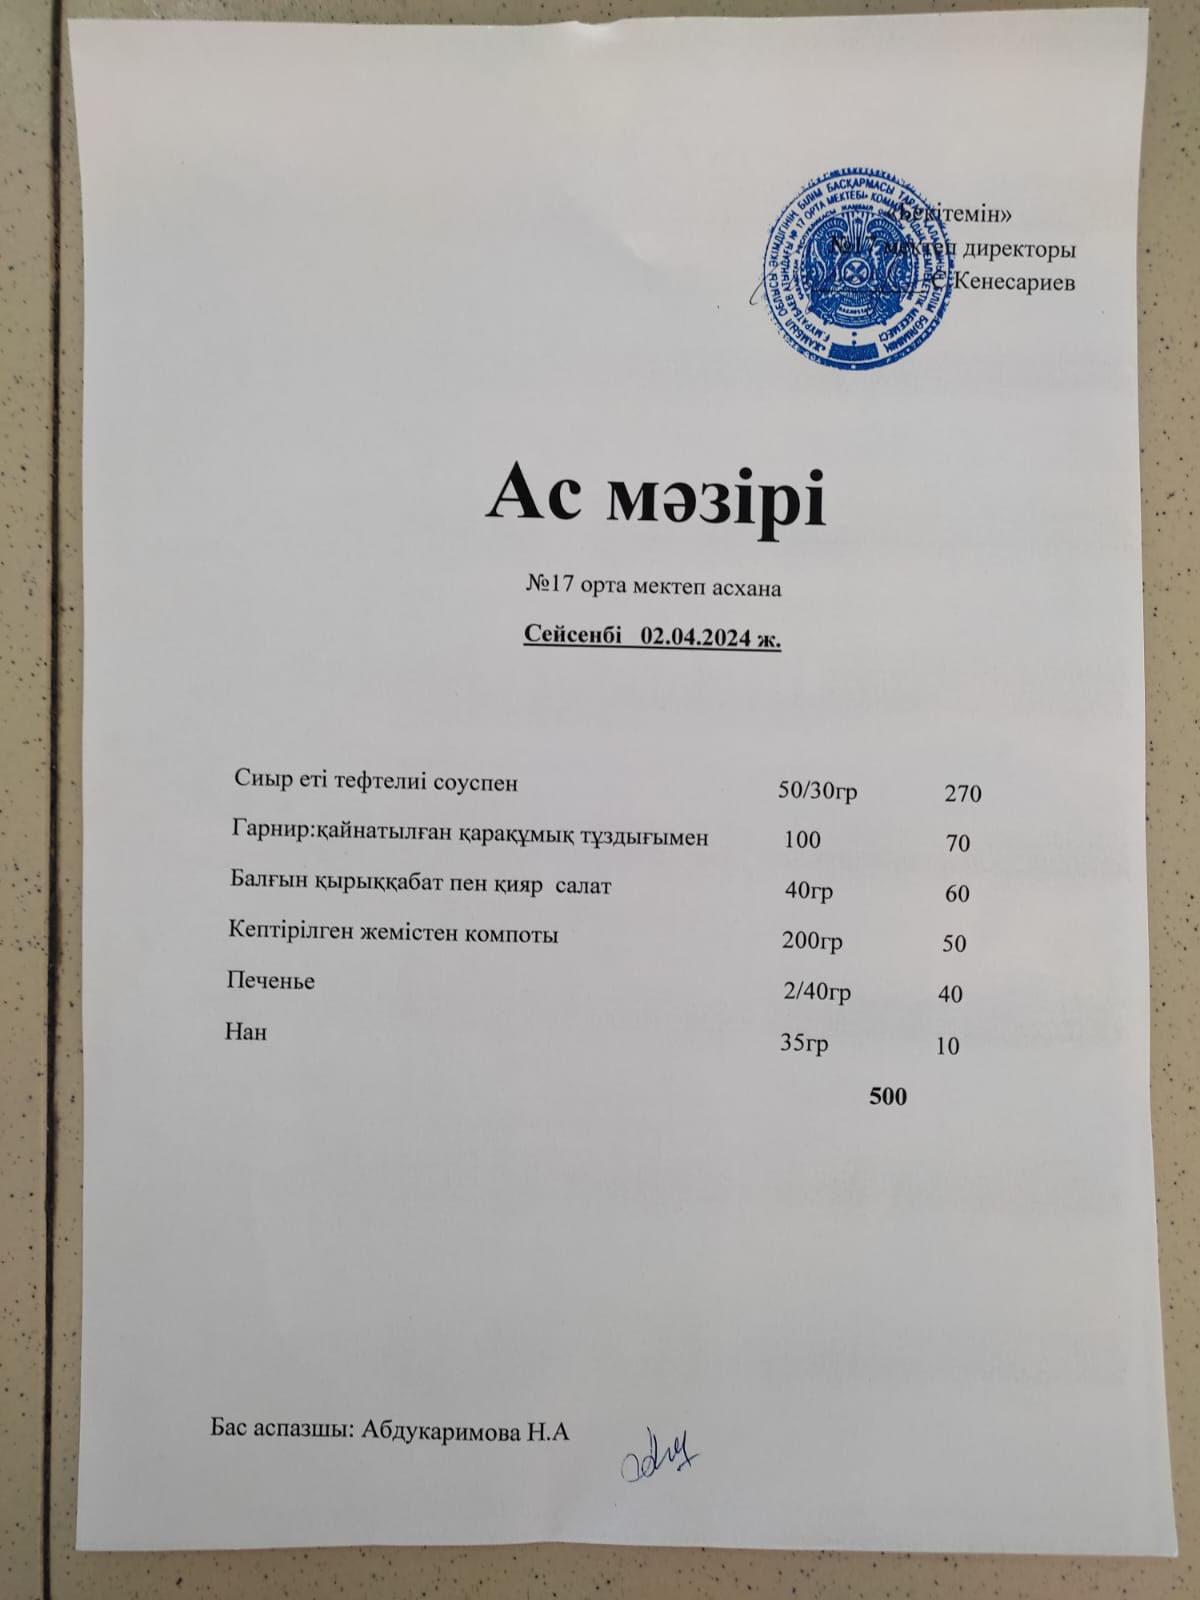 «Бекітемін»
№17 мектеп директоры
С.Кенесариев
Ас мәзірі
№17 орта мектеп асхана
Сейсенбі 02.04.2024 ж.
Сиыр еті тефтелиі соуспен 50/30гр 270
Гарнир:қайнатылған қарақұмық тұздығымен 100 70
Балғын қырыққабат пен қияр салат 40гр 60
Кептірілген жемістен компоты 200гр 50
Печенье 2/40гр 40
Нан 35гр 10
500
Бас аспазшы: Абдукаримова Н.А